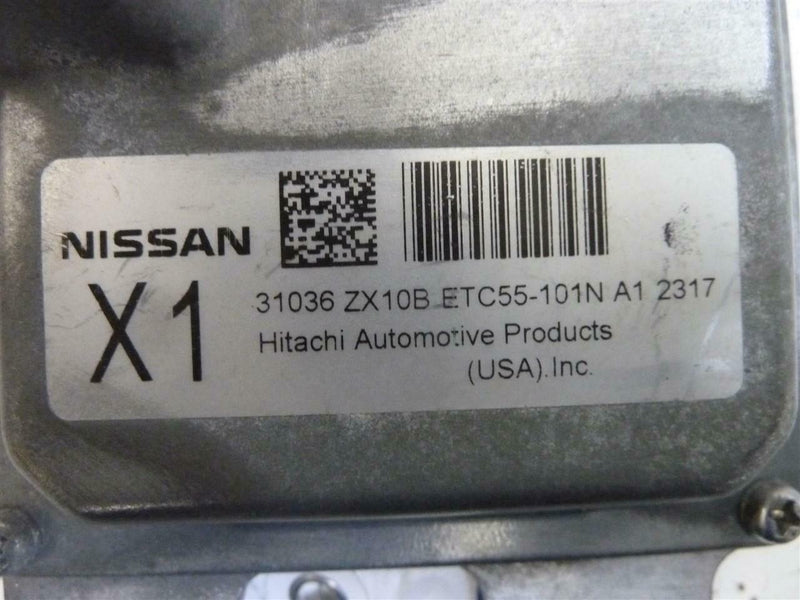 NISSAN
X1
31036 ZX10B ETC55-101N A1 2317
Hitachi Automotive Products
(USA).Inc.